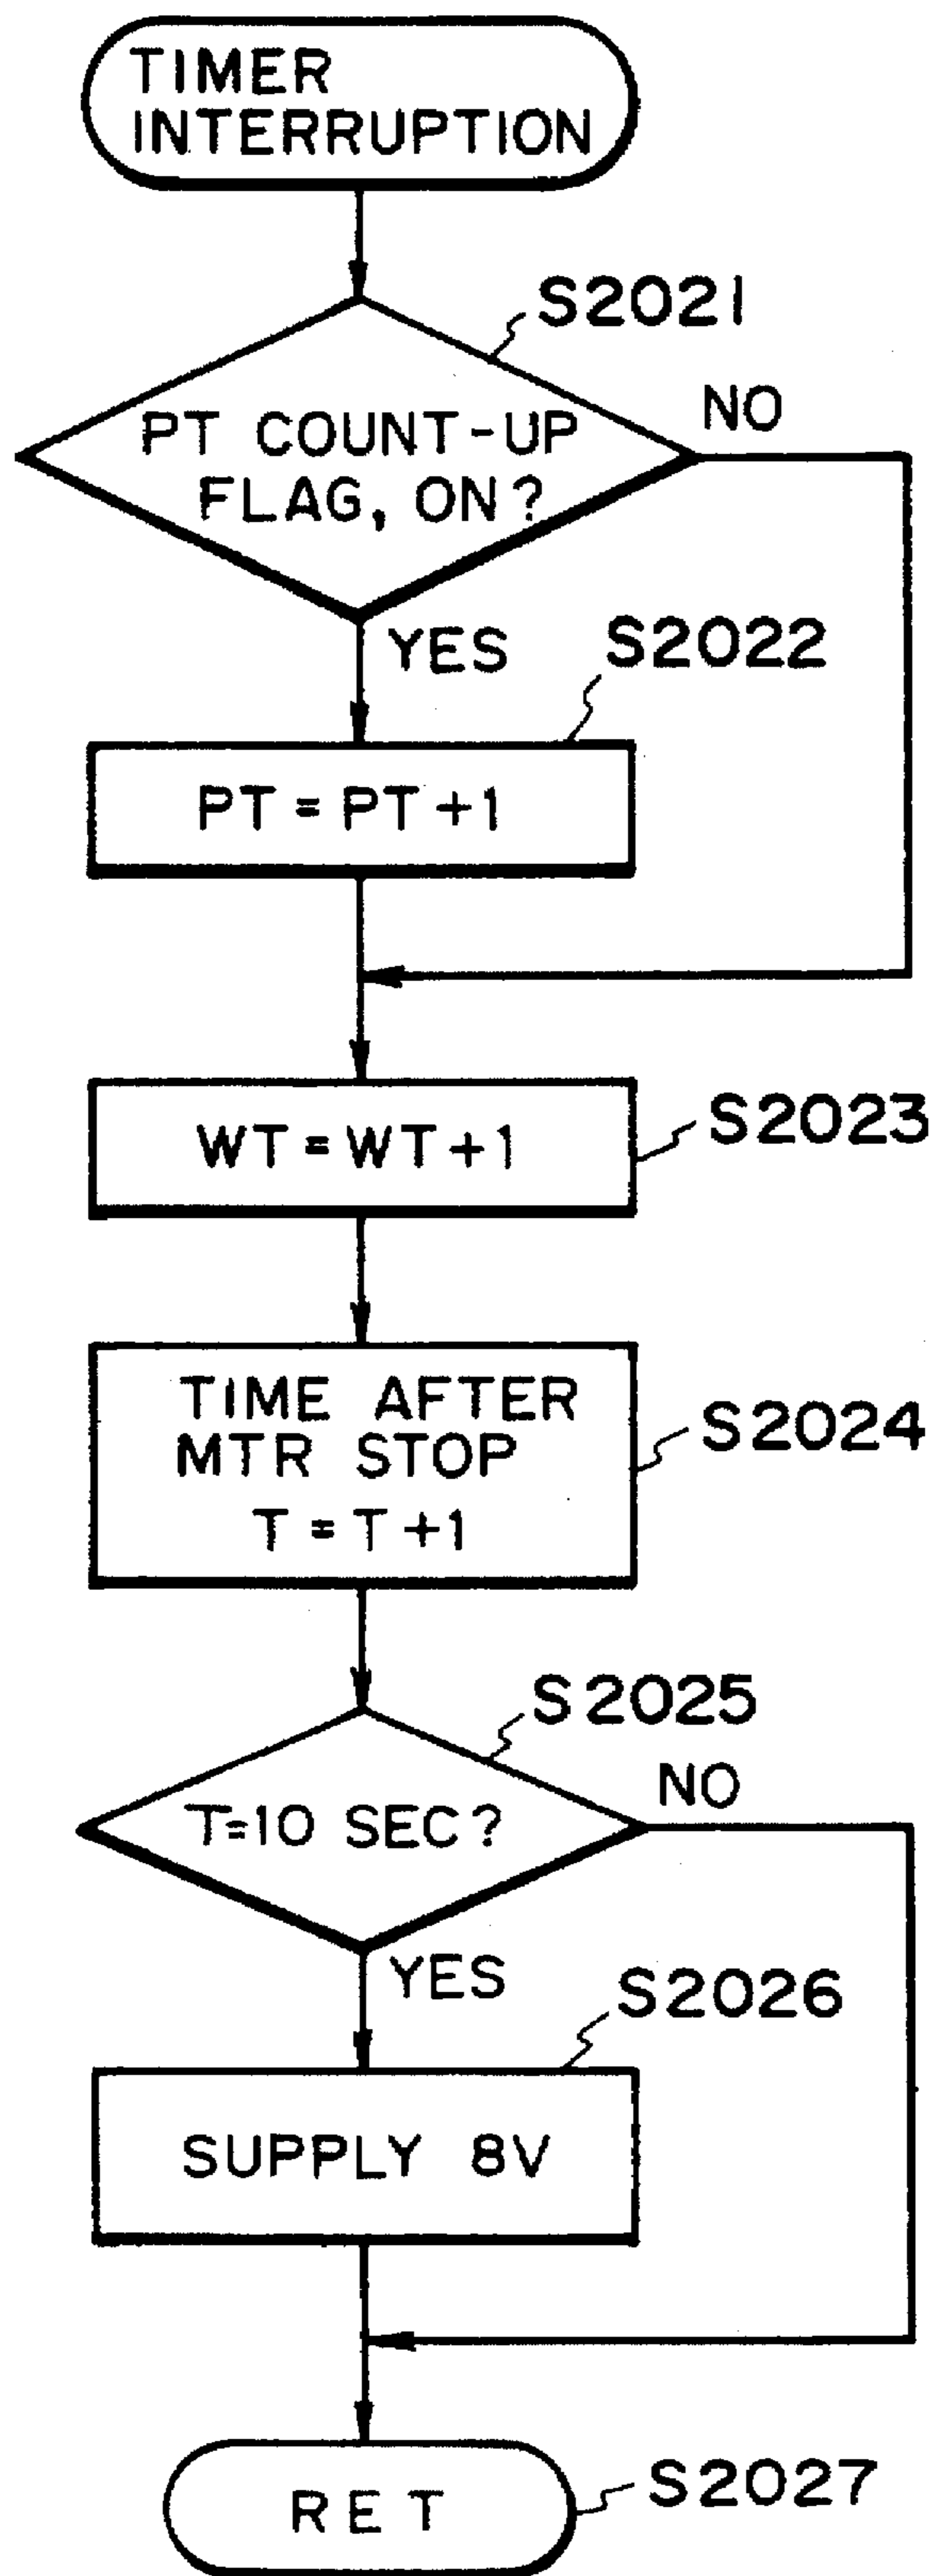 TIMER
INTERRUPTION
S2021
PT COUNT-UP
FLAG, ON?
NO
YES
S2022
PT = PT +1
WT = WT +1
S2023
TIME AFTER
MTR STOP
T = T +1
S2024
S2025
T=10 SEC?
NO
YES
S2026
SUPPLY 8V
RET
S2027